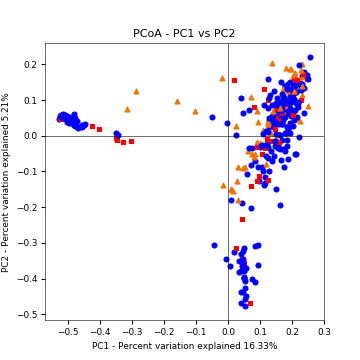 PCoA - PC1 vs PC2
PC2 - Percent variation explained 5.21%
0.2
0.1
0.0
−0.1
−0.2
−0.3
−0.4
−0.5
−0.5 −0.4 −0.3 −0.2 −0.1 0.0 0.1 0.2 0.3
PC1 - Percent variation explained 16.33%